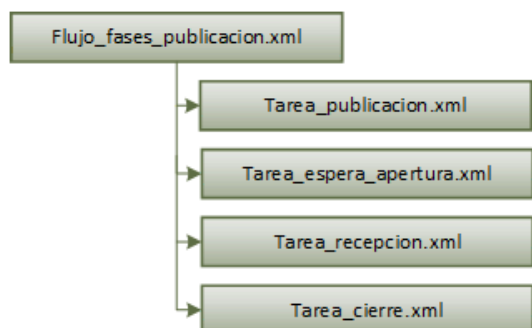 Flujo_fases_publicacion.xml
Tarea_publicacion.xml
Tarea_espera_apertura.xml
Tarea_recepcion.xml
Tarea_cierre.xml